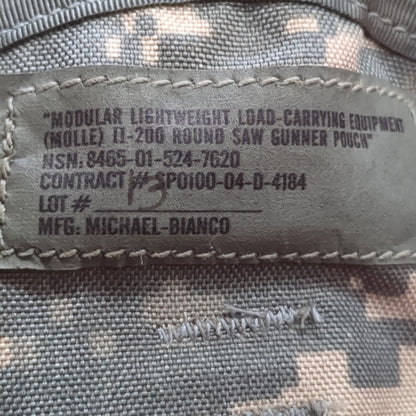 "MODULAR LIGHTWEIGHT LOAD-CARRYING EQUIPMENT
(MOLLE) II-200 ROUND SAW GUNNER POUCH"
NSN: 8465-01-524-7620
CONTRACT # SP0100-04-D-4184
LOT # 13
MFG: MICHAEL-BIANCO